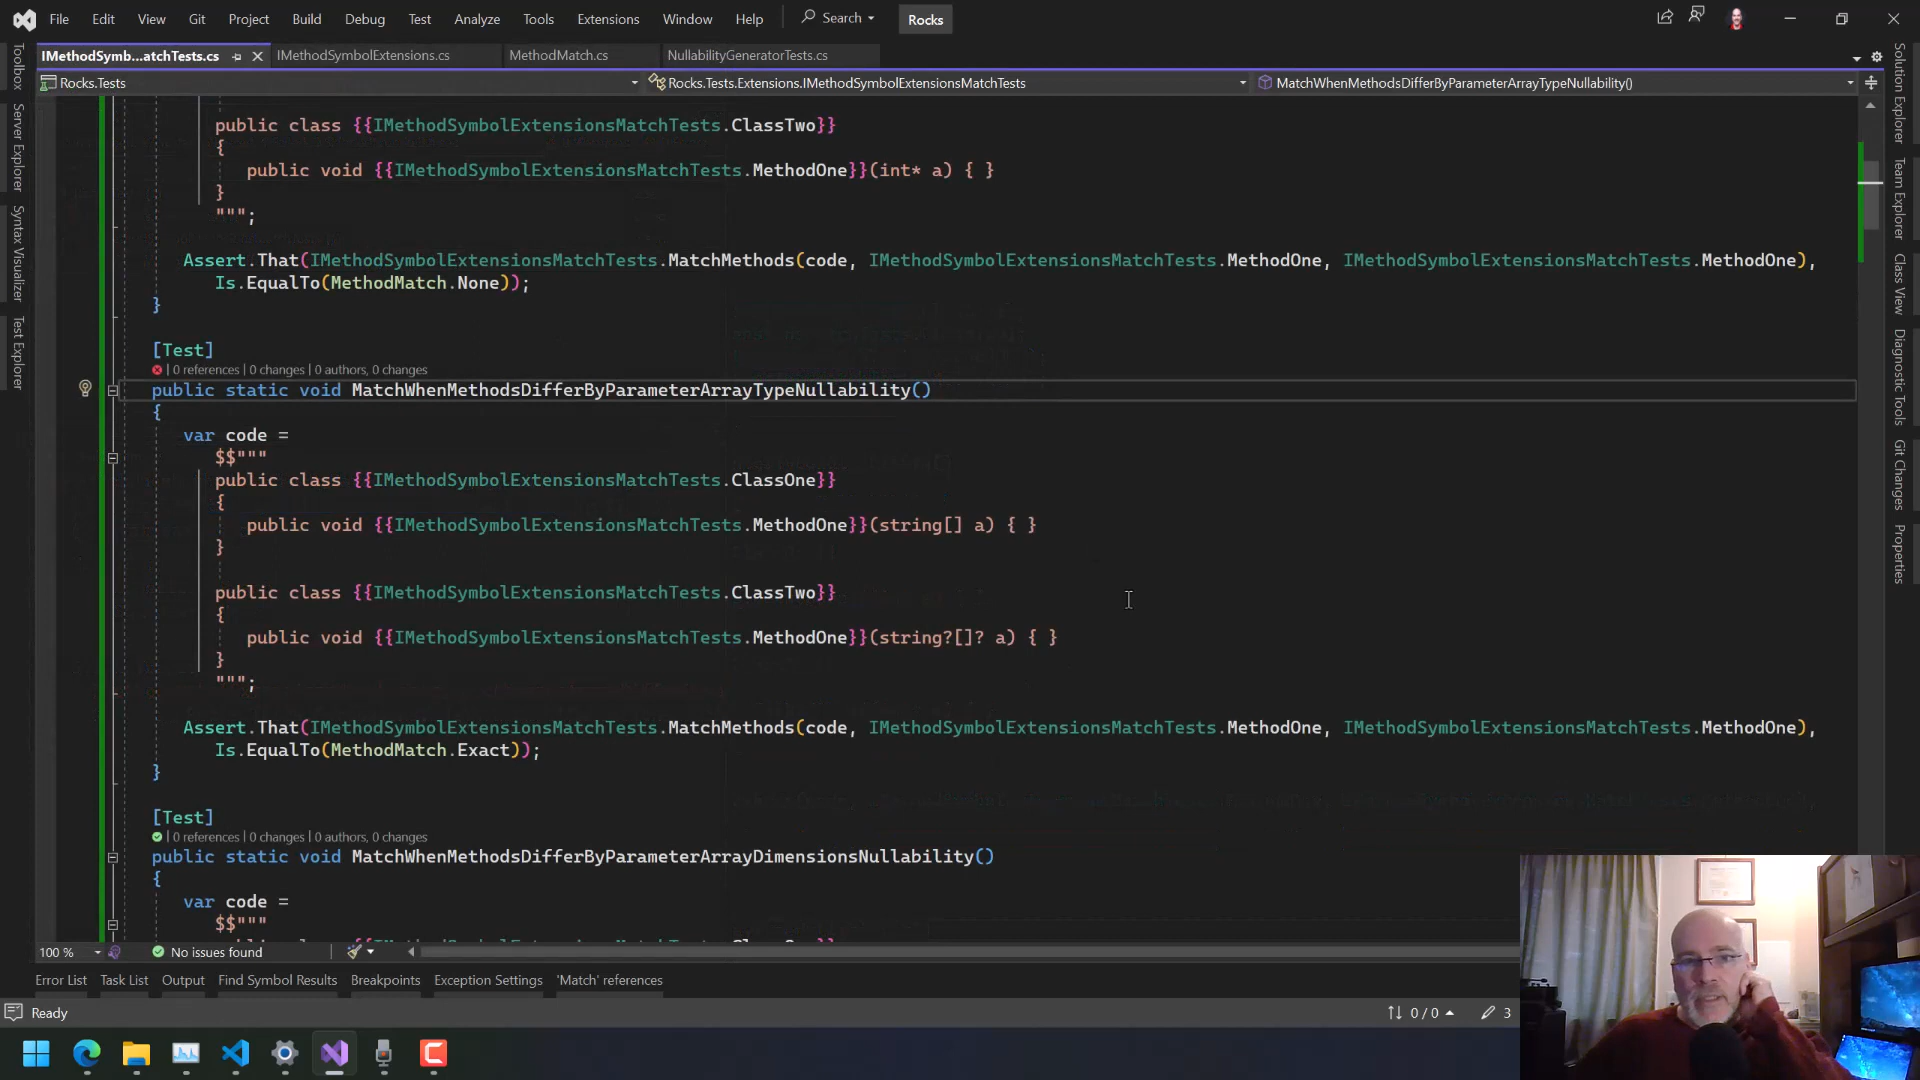 File Edit View Git Project Build Debug Test Analyze Tools Extensions Window Help Search Rocks
IMethodSymb...atchTests.cs IMethodSymbolExtensions.cs MethodMatch.cs NullabilityGeneratorTests.cs
Rocks.Tests Rocks.Tests.Extensions.IMethodSymbolExtensionsMatchTests MatchWhenMethodsDifferByParameterArrayTypeNullability()
Toolbox
Server Explorer
Syntax Visualizer
Test Explorer
public class {{IMethodSymbolExtensionsMatchTests.ClassTwo}}
{
public void {{IMethodSymbolExtensionsMatchTests.MethodOne}}(int* a) { }
}
""";
Assert.That(IMethodSymbolExtensionsMatchTests.MatchMethods(code, IMethodSymbolExtensionsMatchTests.MethodOne, IMethodSymbolExtensionsMatchTests.MethodOne),
Is.EqualTo(MethodMatch.None));
}
[Test]
0 references | 0 changes | 0 authors, 0 changes
public static void MatchWhenMethodsDifferByParameterArrayTypeNullability()
{
var code =
$$"""
public class {{IMethodSymbolExtensionsMatchTests.ClassOne}}
{
public void {{IMethodSymbolExtensionsMatchTests.MethodOne}}(string[] a) { }
}
public class {{IMethodSymbolExtensionsMatchTests.ClassTwo}}
{
public void {{IMethodSymbolExtensionsMatchTests.MethodOne}}(string?[]? a) { }
}
""";
Assert.That(IMethodSymbolExtensionsMatchTests.MatchMethods(code, IMethodSymbolExtensionsMatchTests.MethodOne, IMethodSymbolExtensionsMatchTests.MethodOne),
Is.EqualTo(MethodMatch.Exact));
}
[Test]
0 references | 0 changes | 0 authors, 0 changes
public static void MatchWhenMethodsDifferByParameterArrayDimensionsNullability()
{
var code =
$$"""
Solution Explorer
Team Explorer
Class View
Diagnostic Tools
Git Changes
Properties
100 % No issues found
Error List Task List Output Find Symbol Results Breakpoints Exception Settings 'Match' references
Ready 0 / 0 3